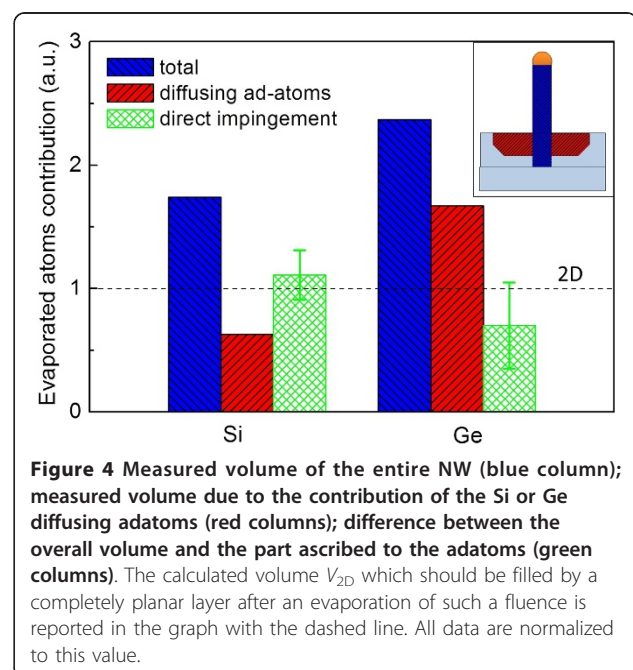 3
2
1
0
Evaporated atoms contribution (a.u.)
total
diffusing ad-atoms
direct impingement
2D
Si
Ge
Figure 4 Measured volume of the entire NW (blue column);
measured volume due to the contribution of the Si or Ge
diffusing adatoms (red columns); difference between the
overall volume and the part ascribed to the adatoms (green
columns). The calculated volume V2D which should be filled by a
completely planar layer after an evaporation of such a fluence is
reported in the graph with the dashed line. All data are normalized
to this value.